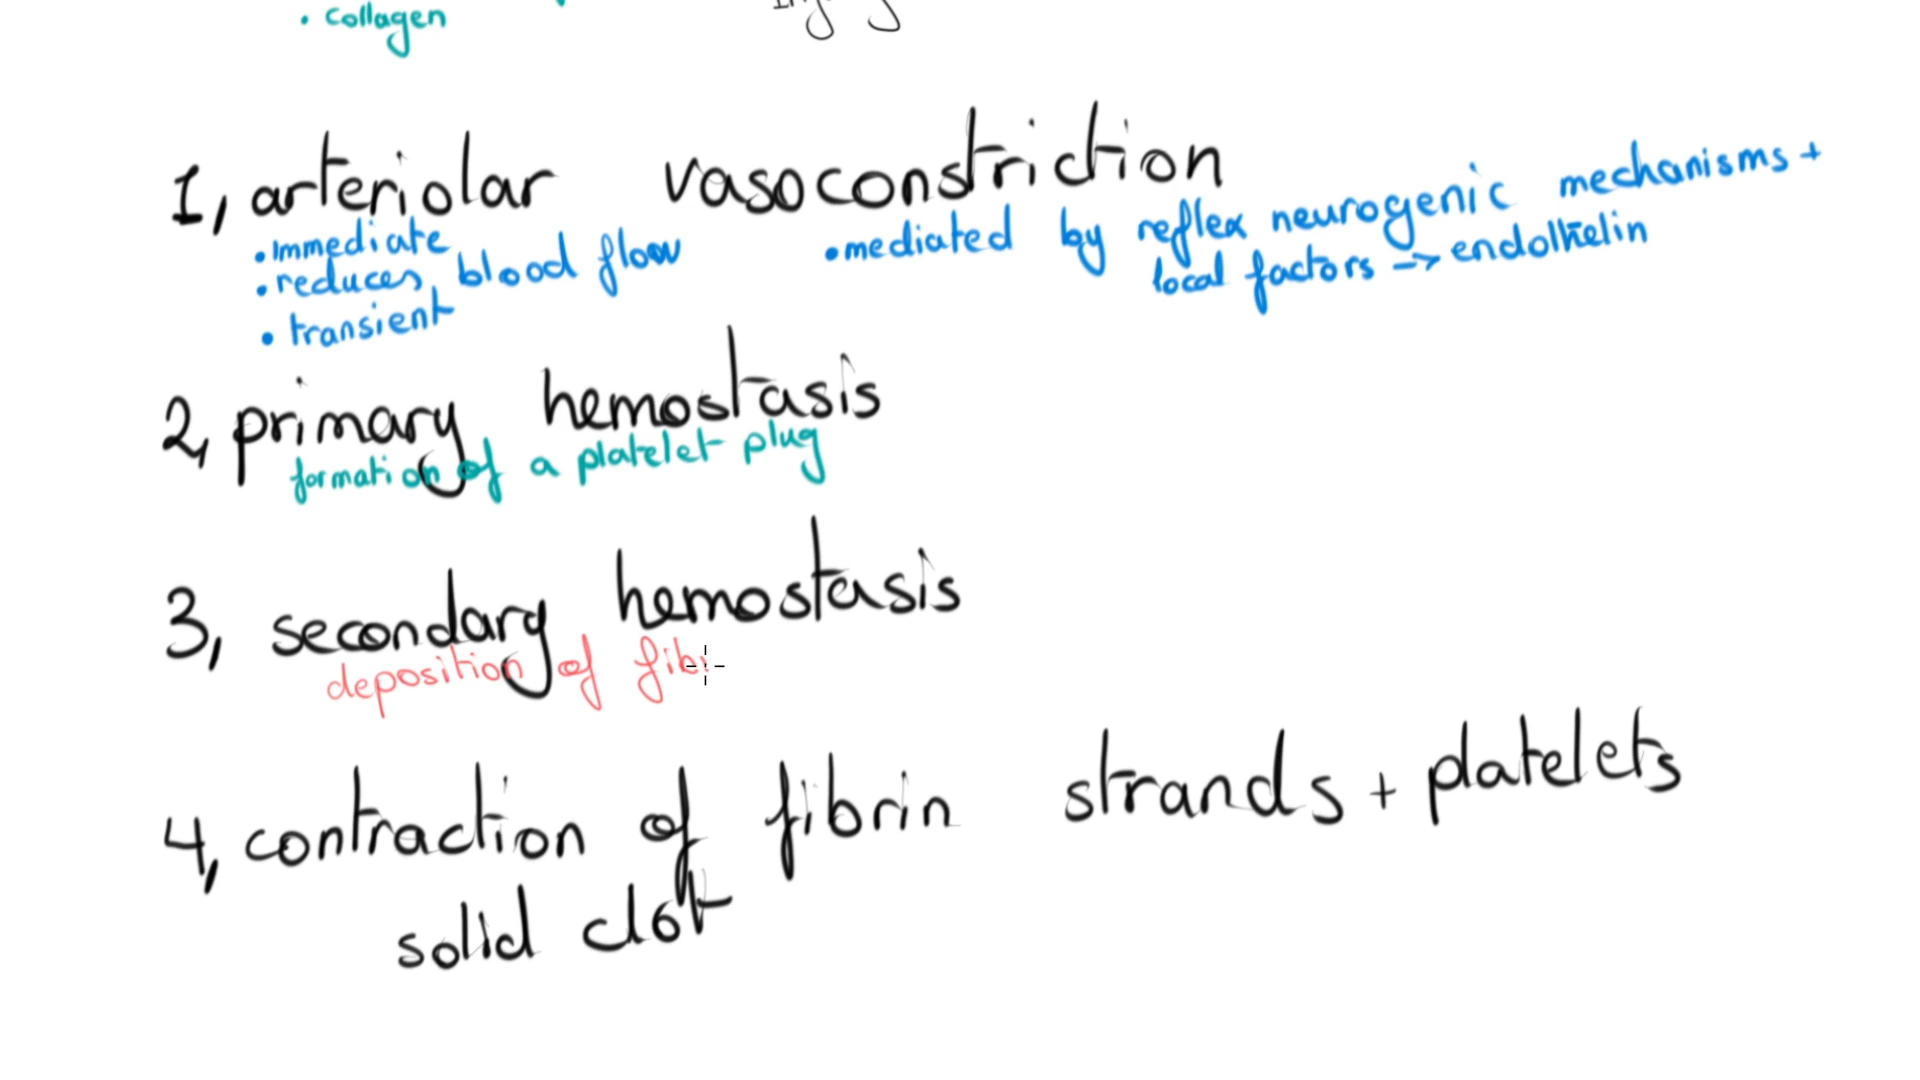 • collagen
1, arteriolar vasoconstriction
• immediate
• reduces blood flow
• transient
• mediated by reflex neurogenic mechanisms +
local factors → endothelin
2, primary hemostasis
formation of a platelet plug
3, secondary hemostasis
deposition of fib
4, contraction of fibrin strands + platelets
solid clot